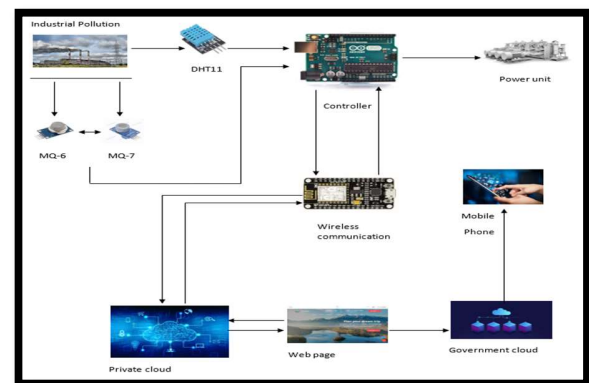 Industrial Pollution
DHT11
Controller
Power unit
MQ-6
MQ-7
Wireless
communication
Mobile
Phone
Private cloud
Web page
Government cloud